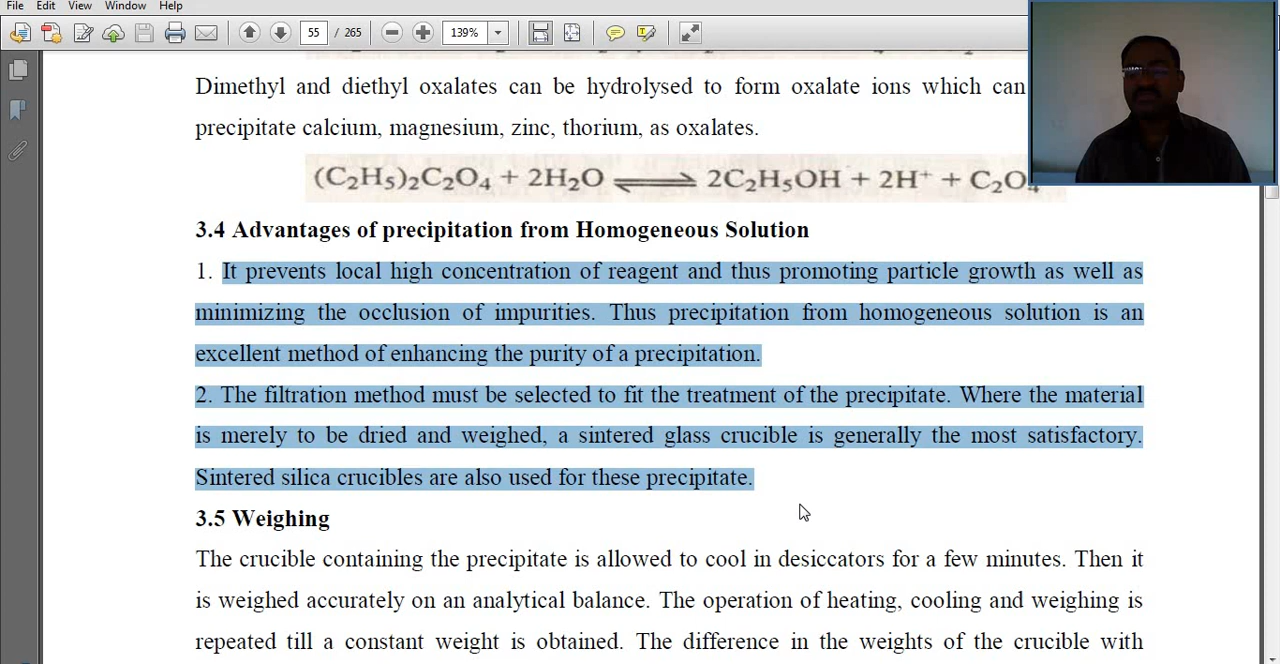 File Edit View Window Help
55 / 265 139%
Dimethyl and diethyl oxalates can be hydrolysed to form oxalate ions which can
precipitate calcium, magnesium, zinc, thorium, as oxalates.
(C₂H₅)₂C₂O₄ + 2H₂O ⇌ 2C₂H₅OH + 2H⁺ + C₂O₄
3.4 Advantages of precipitation from Homogeneous Solution
1. It prevents local high concentration of reagent and thus promoting particle growth as well as
minimizing the occlusion of impurities. Thus precipitation from homogeneous solution is an
excellent method of enhancing the purity of a precipitation.
2. The filtration method must be selected to fit the treatment of the precipitate. Where the material
is merely to be dried and weighed, a sintered glass crucible is generally the most satisfactory.
Sintered silica crucibles are also used for these precipitate.
3.5 Weighing
The crucible containing the precipitate is allowed to cool in desiccators for a few minutes. Then it
is weighed accurately on an analytical balance. The operation of heating, cooling and weighing is
repeated till a constant weight is obtained. The difference in the weights of the crucible with